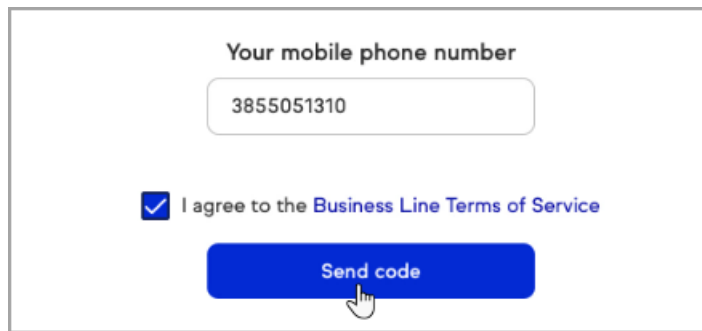 Your mobile phone number
3855051310
I agree to the Business Line Terms of Service
Send code